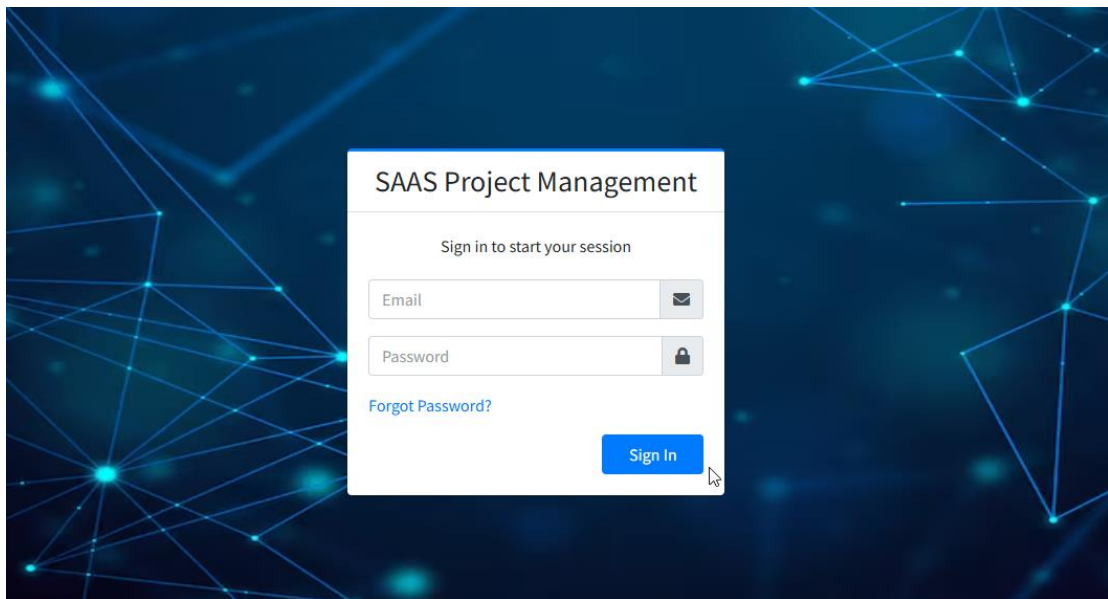 SAAS Project Management
Sign in to start your session
Email
Password
Forgot Password?
Sign In